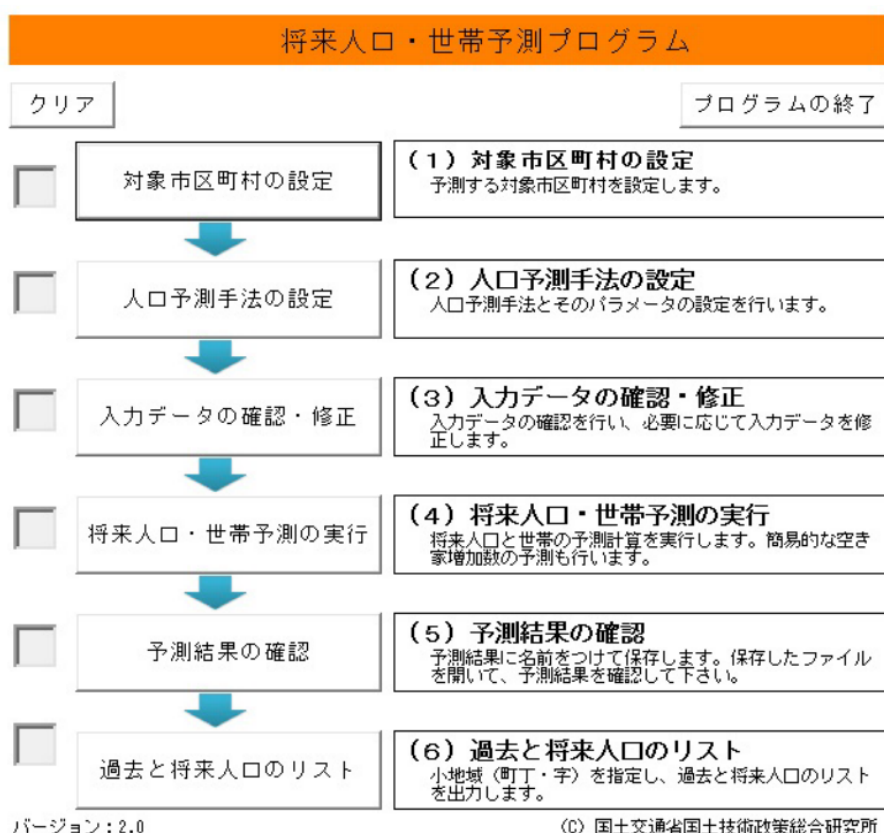 将来人口・世帯予測プログラム
クリア
プログラムの終了
対象市区町村の設定
(1)対象市区町村の設定
予測する対象市区町村を設定します。
人口予測手法の設定
(2)人口予測手法の設定
人口予測手法とそのパラメータの設定を行います。
入力データの確認・修正
(3)入力データの確認・修正
入力データの確認を行い、必要に応じて入力データを修
正します。
将来人口・世帯予測の実行
(4)将来人口・世帯予測の実行
将来人口と世帯の予測計算を実行します。簡易的な空き
家増加数の予測も行います。
予測結果の確認
(5)予測結果の確認
予測結果に名前をつけて保存します。保存したファイル
を開いて、予測結果を確認して下さい。
過去と将来人口のリスト
(6)過去と将来人口のリスト
小地域(町丁・字)を指定し、過去と将来人口のリスト
を出力します。
バージョン:2.0
(C) 国土交通省国土技術政策総合研究所